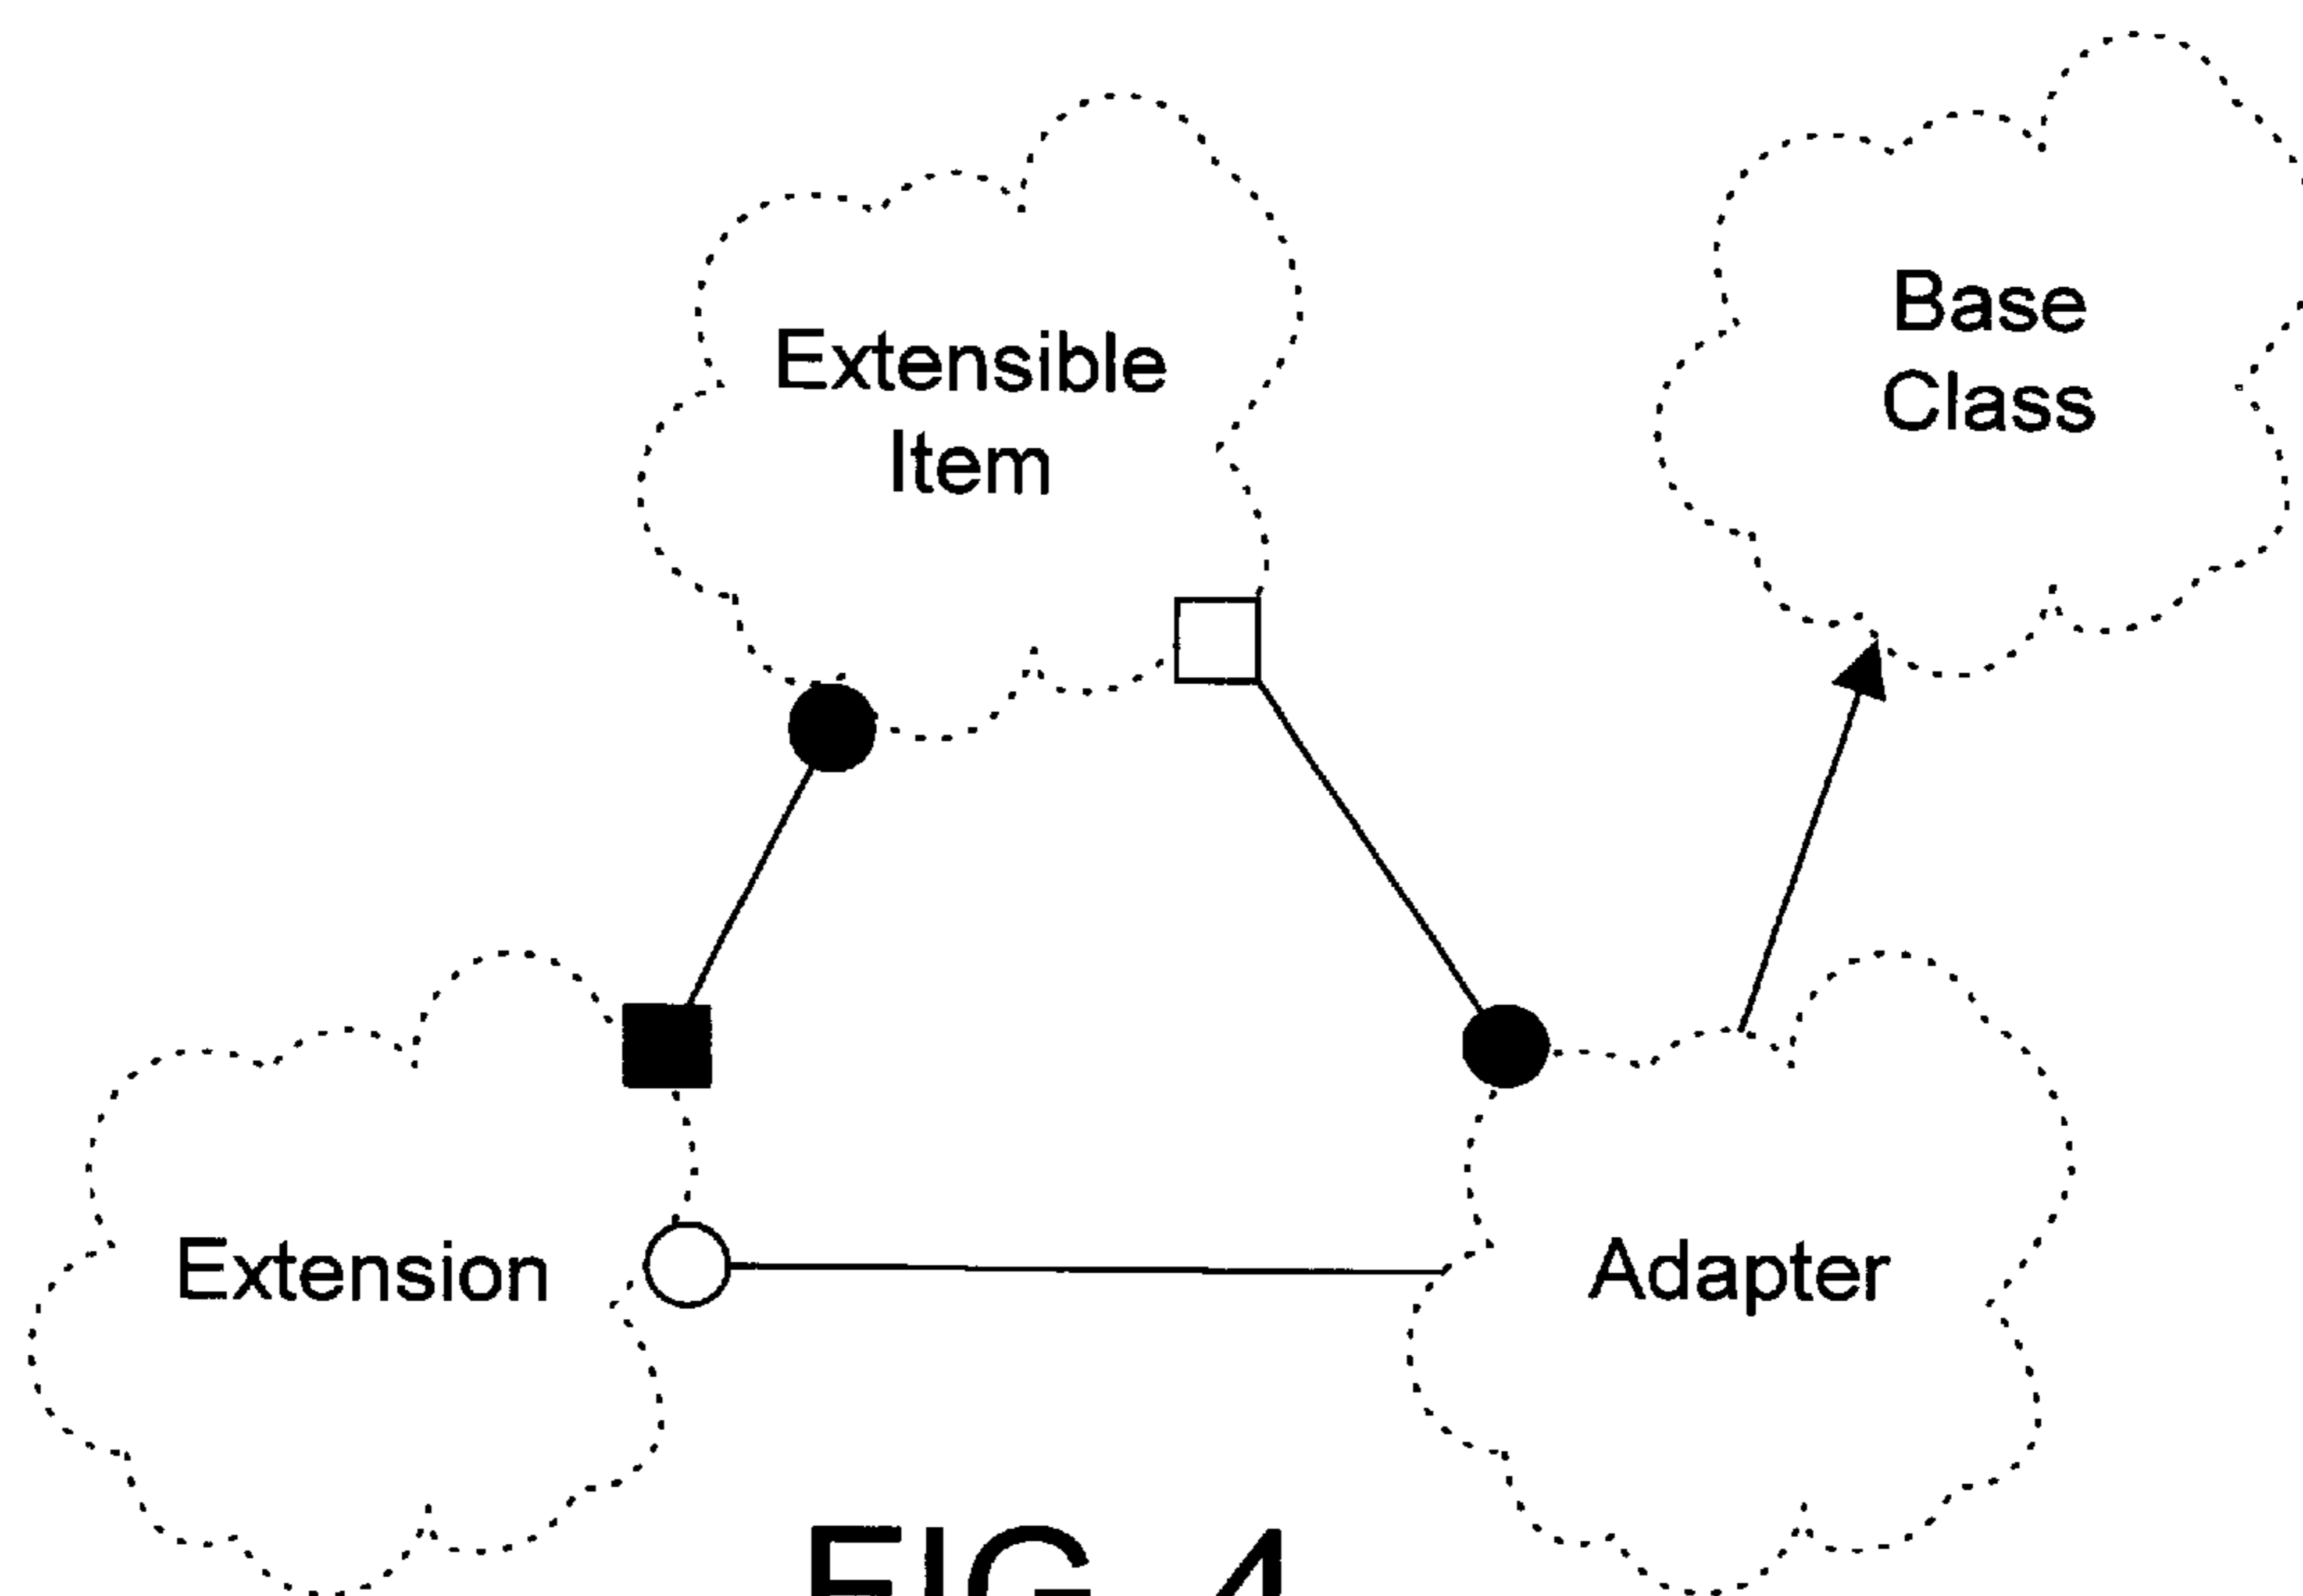 Base
Class
Extensible
Item
Extension
Adapter
FIG. 4